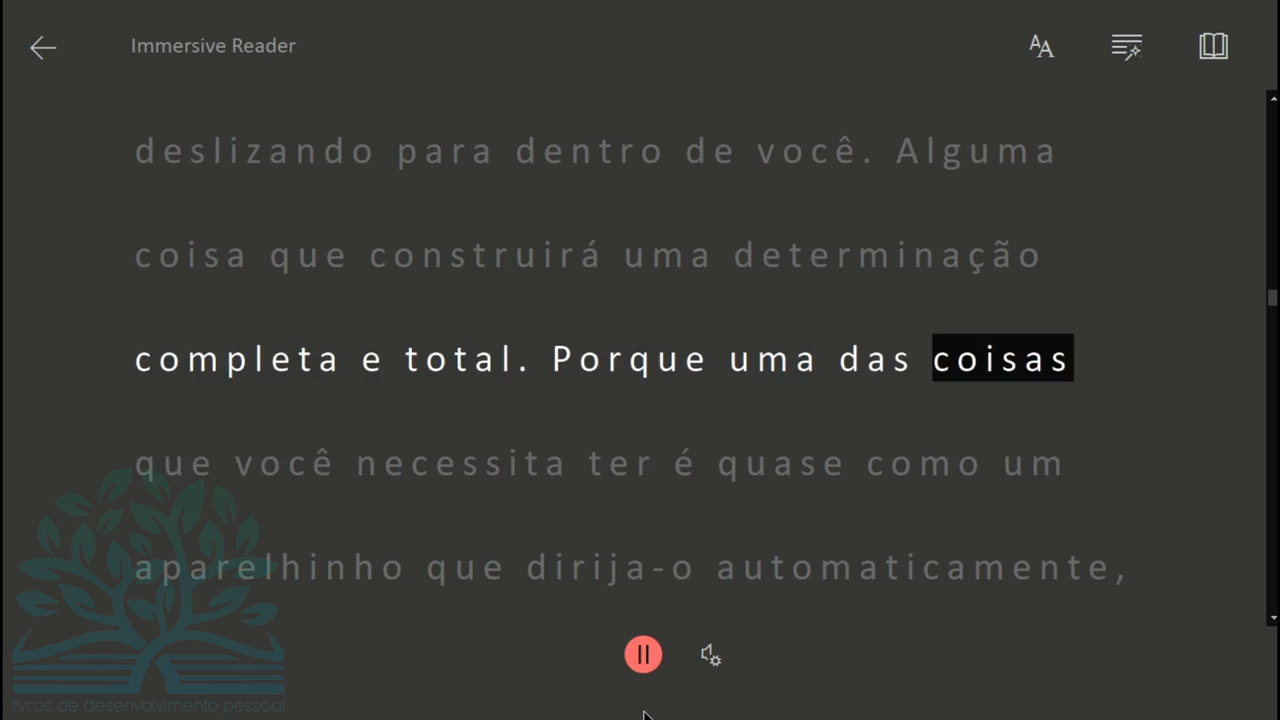 Immersive Reader
deslizando para dentro de você. Alguma
coisa que construirá uma determinação
completa e total. Porque uma das coisas
que você necessita ter é quase como um
aparelhinho que dirija-o automaticamente,
livros de desenvolvimento pessoal